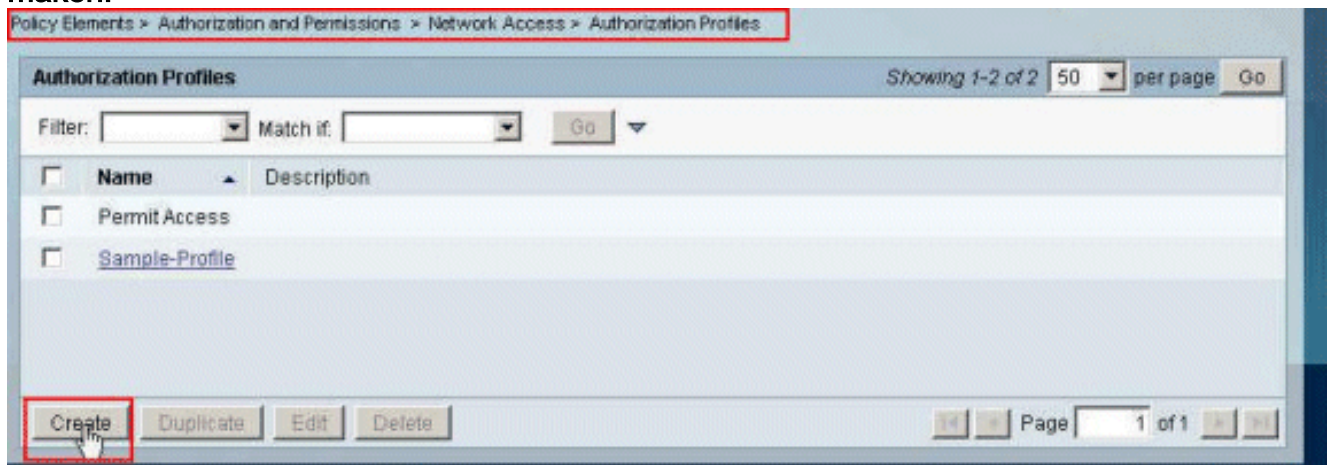 maken.
Policy Elements > Authorization and Permissions > Network Access > Authorization Profiles
Authorization Profiles Showing 1-2 of 2 50 per page Go
Filter: Match if: Go
Name Description
Permit Access
Sample-Profile
Create Duplicate Edit Delete Page 1 of 1